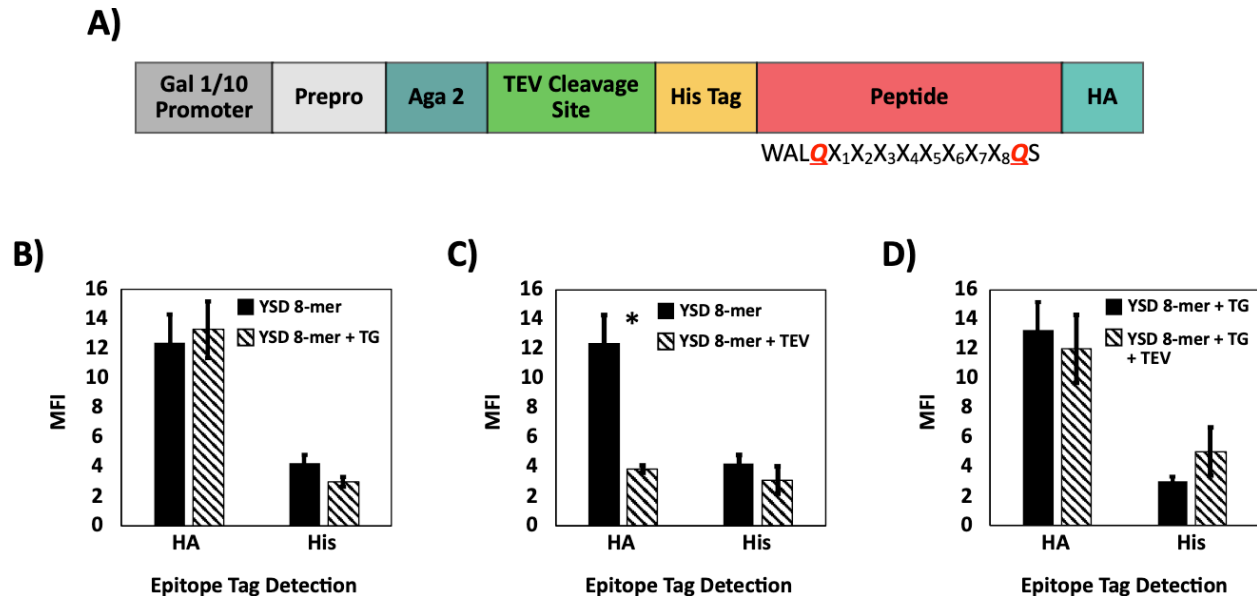 A)
Gal 1/10
Promoter
Prepro
Aga 2
TEV Cleavage
Site
His Tag
Peptide
HA
WALQX₁X₂X₃X₄X₅X₆X₇X₈QS
B)
16
14
12
10
8
6
4
2
0
MFI
YSD 8-mer
YSD 8-mer + TG
HA
His
Epitope Tag Detection
C)
16
14
12
10
8
6
4
2
0
MFI
*
YSD 8-mer
YSD 8-mer + TEV
HA
His
Epitope Tag Detection
D)
16
14
12
10
8
6
4
2
0
MFI
YSD 8-mer + TG
YSD 8-mer + TG
+ TEV
HA
His
Epitope Tag Detection